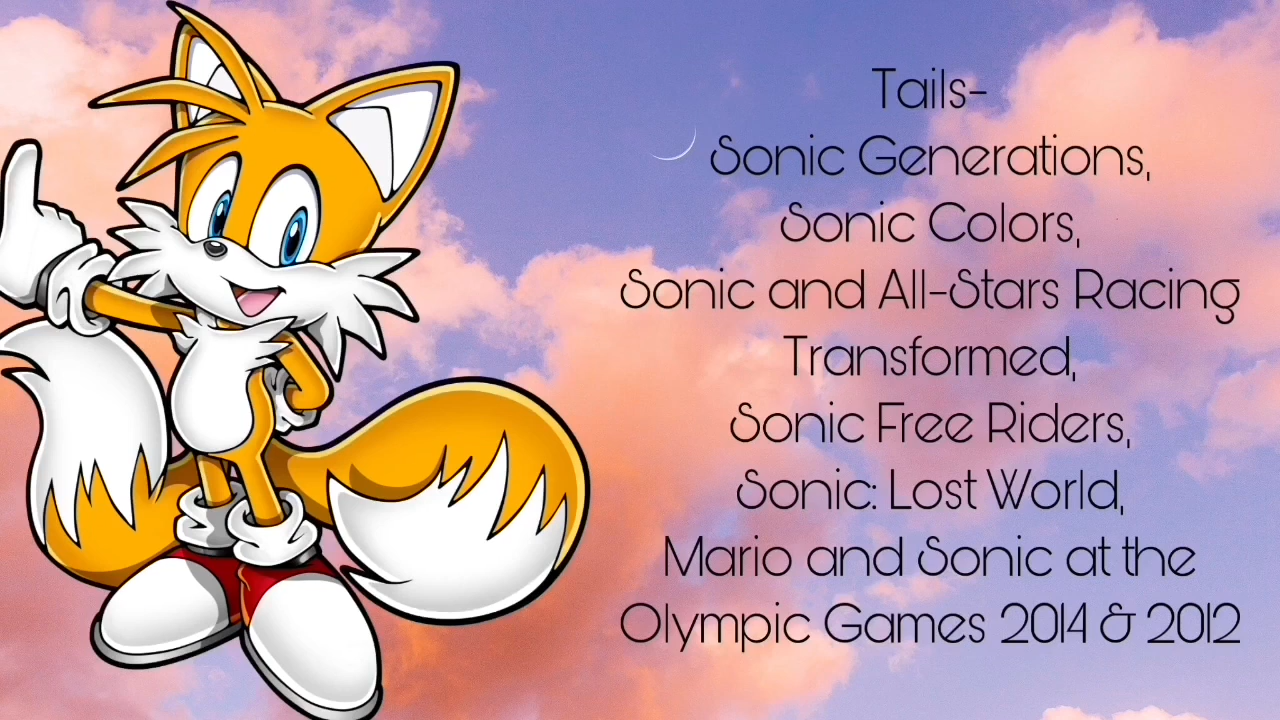 Tails-
Sonic Generations,
Sonic Colors,
Sonic and All-Stars Racing
Transformed,
Sonic Free Riders,
Sonic: Lost World,
Mario and Sonic at the
Olympic Games 2014 & 2012